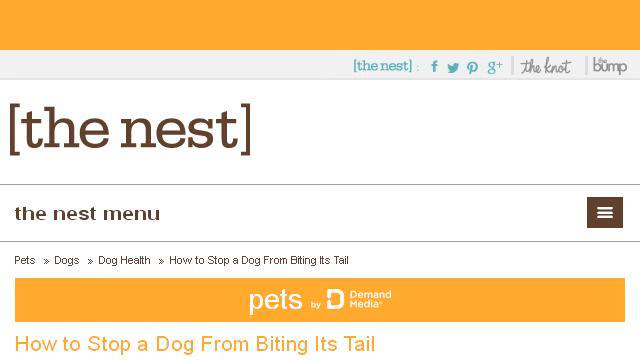 [the nest] : f g+ the knot the bump
[the nest]
the nest menu
Pets » Dogs » Dog Health » How to Stop a Dog From Biting Its Tail
pets by D Demand Media®
How to Stop a Dog From Biting Its Tail